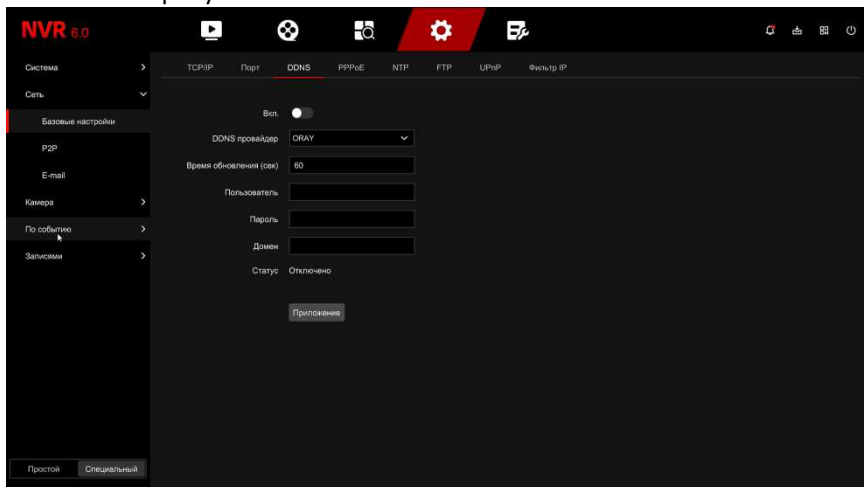 NVR 6.0
Система
TCP/IP Порт DDNS PPPoE NTP FTP UPnP Фильтр IP
Сеть
Базовые настройки
P2P
E-mail
Камера
По событию
Записями
Вкл.
DDNS провайдер ORAY
Время обновления (сек) 60
Пользователь
Пароль
Домен
Статус Отключено
Приложение
Простой Специальный